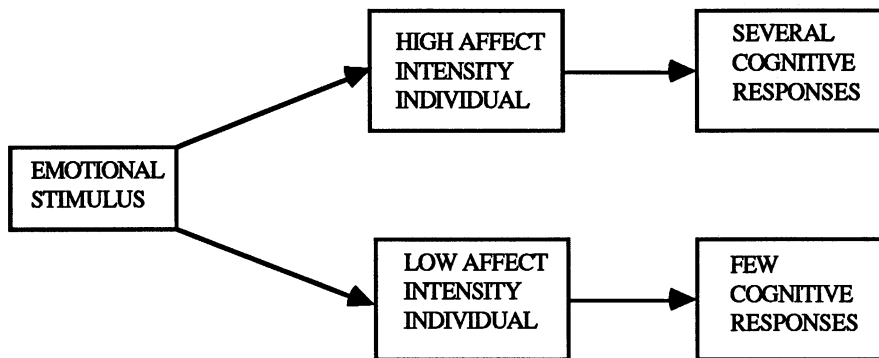 HIGH AFFECT
INTENSITY
INDIVIDUAL
SEVERAL
COGNITIVE
RESPONSES
EMOTIONAL
STIMULUS
LOW AFFECT
INTENSITY
INDIVIDUAL
FEW
COGNITIVE
RESPONSES